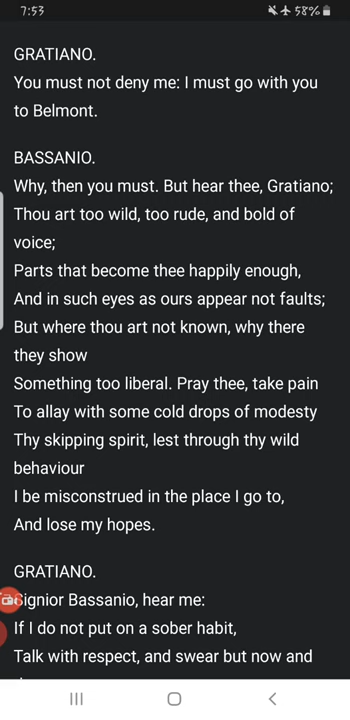 7:53
58%
GRATIANO.
You must not deny me: I must go with you
to Belmont.
BASSANIO.
Why, then you must. But hear thee, Gratiano;
Thou art too wild, too rude, and bold of
voice;
Parts that become thee happily enough,
And in such eyes as ours appear not faults;
But where thou art not known, why there
they show
Something too liberal. Pray thee, take pain
To allay with some cold drops of modesty
Thy skipping spirit, lest through thy wild
behaviour
I be misconstrued in the place I go to,
And lose my hopes.
GRATIANO.
Signior Bassanio, hear me:
If I do not put on a sober habit,
Talk with respect, and swear but now and